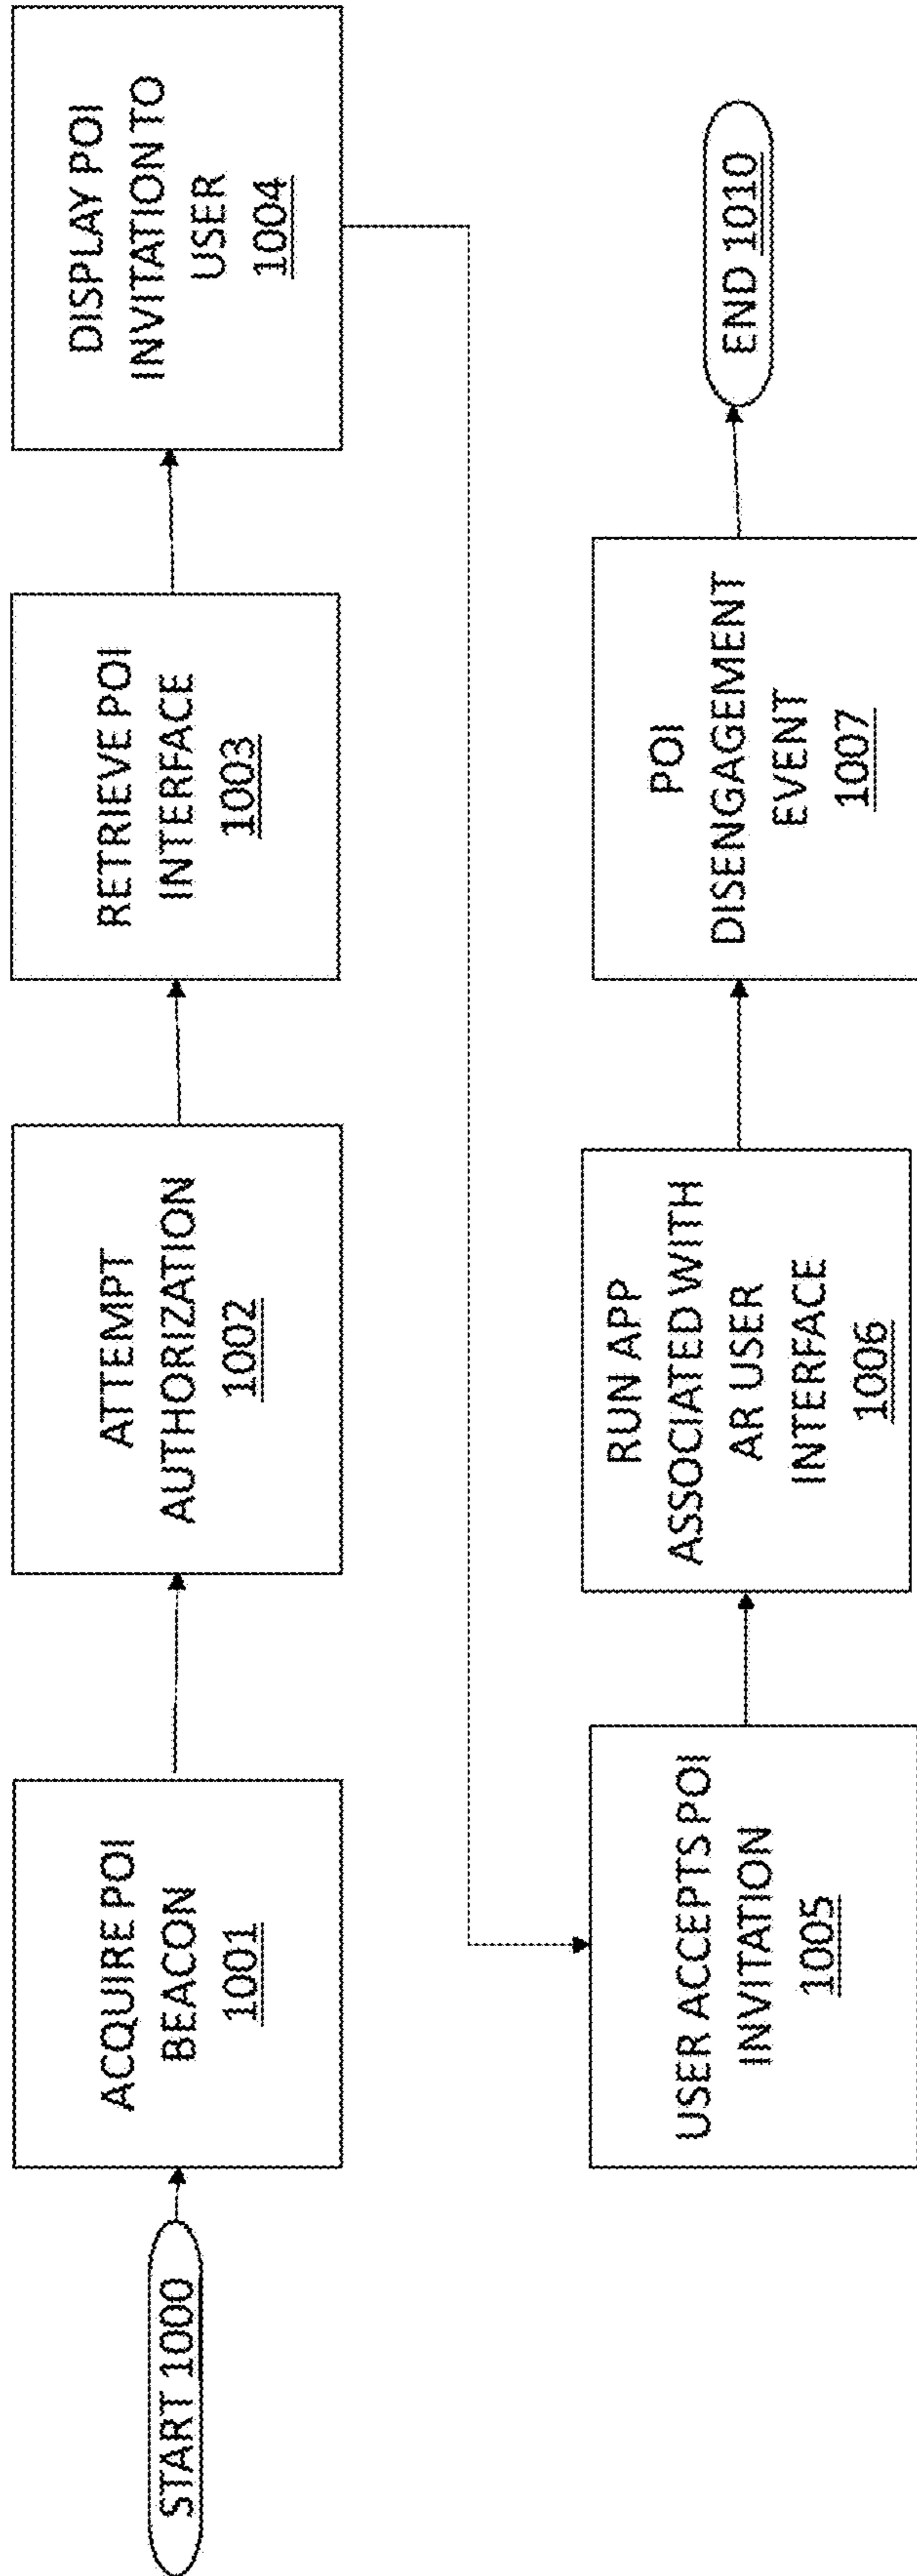 START 1000
ACQUIRE POI
BEACON
1001
ATTEMPT
AUTHORIZATION
1002
RETRIEVE POI
INTERFACE
1003
DISPLAY POI
INVITATION TO
USER
1004
USER ACCEPTS POI
INVITATION
1005
RUN APP
ASSOCIATED WITH
AR USER
INTERFACE
1006
POI
DISENGAGEMENT
EVENT
1007
END 1010